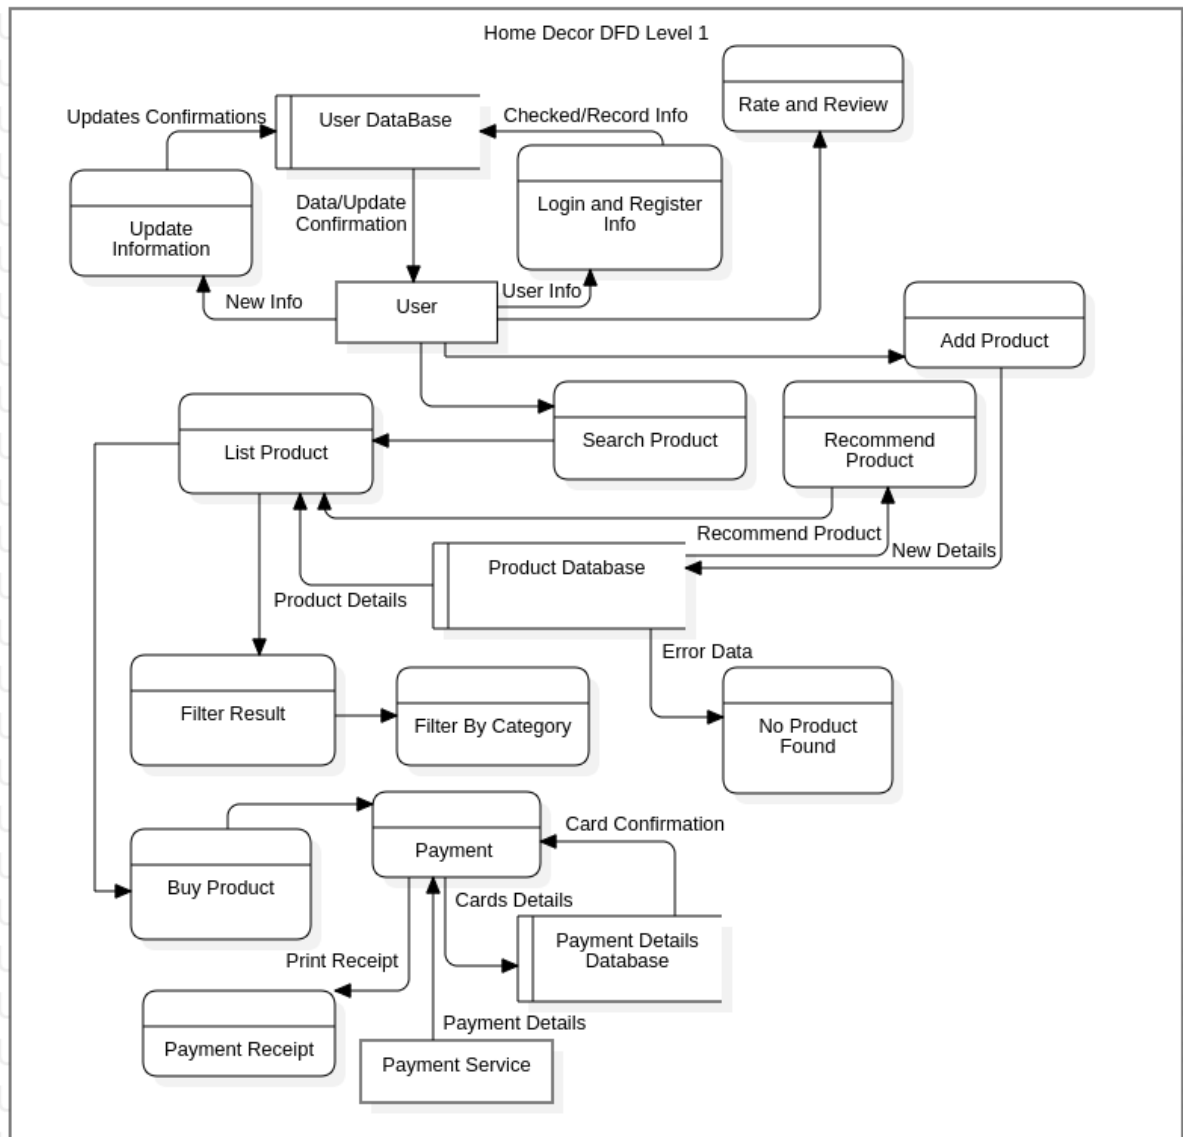 Home Decor DFD Level 1
Rate and Review
Updates Confirmations
User DataBase
Checked/Record Info
Update
Information
Data/Update
Confirmation
Login and Register
Info
New Info
User
User Info
Add Product
List Product
Search Product
Recommend
Product
Recommend Product
New Details
Product Database
Product Details
Error Data
Filter Result
Filter By Category
No Product
Found
Payment
Card Confirmation
Buy Product
Cards Details
Payment Details
Database
Print Receipt
Payment Details
Payment Receipt
Payment Service